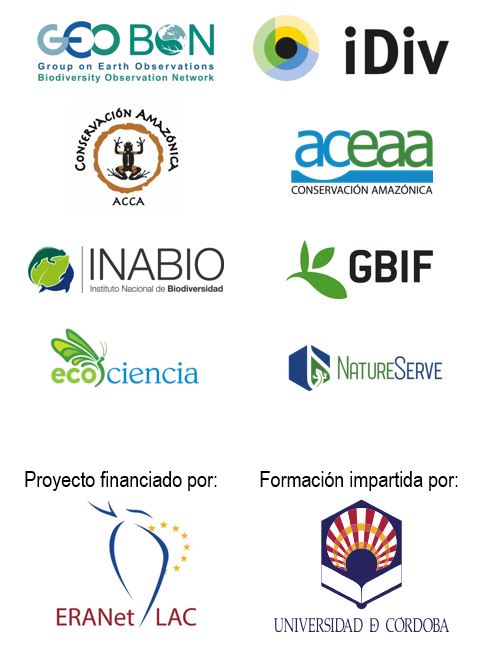 GEO BON
Group on Earth Observations
Biodiversity Observation Network
iDiv
CONSERVACIÓN AMAZÓNICA
ACCA
aceaa
CONSERVACIÓN AMAZÓNICA
INABIO
Instituto Nacional de Biodiversidad
GBIF
ecociencia
NATURESERVE
Proyecto financiado por:
Formación impartida por:
ERANet LAC
UNIVERSIDAD Đ CÓRDOBA